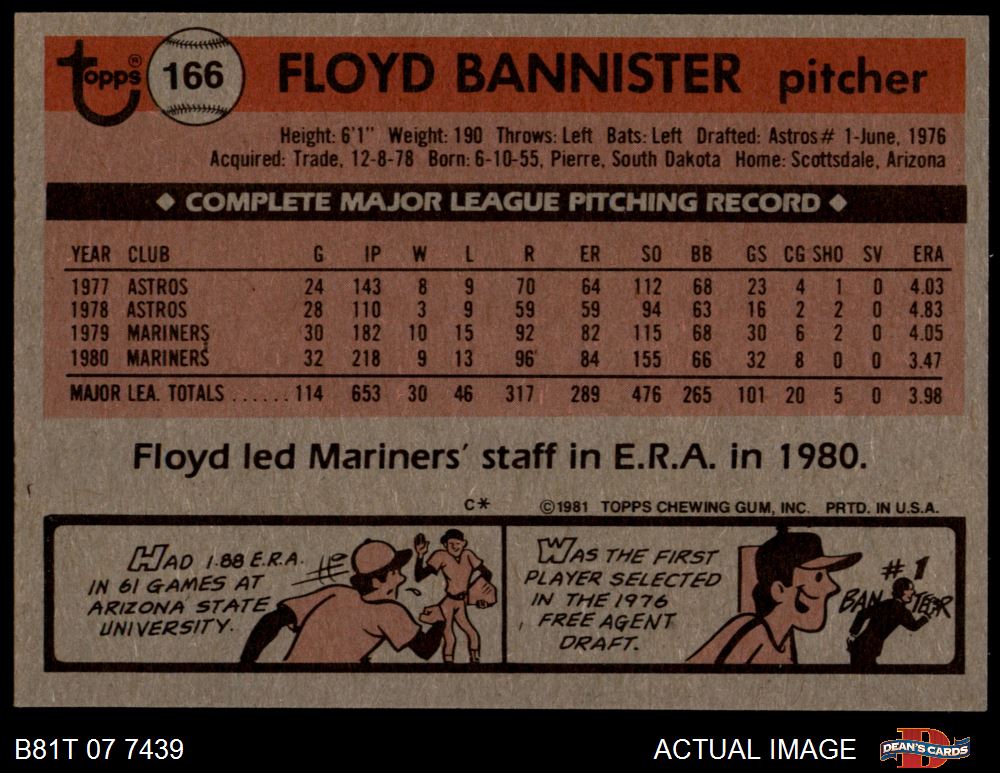 Topps® 166 FLOYD BANNISTER pitcher
Height: 6'1" Weight: 190 Throws: Left Bats: Left Drafted: Astros# 1-June, 1976
Acquired: Trade, 12-8-78 Born: 6-10-55, Pierre, South Dakota Home: Scottsdale, Arizona
◆ COMPLETE MAJOR LEAGUE PITCHING RECORD ◆
YEAR CLUB G IP W L R ER SO BB GS CG SHO SV ERA
1977 ASTROS 24 143 8 9 70 64 112 68 23 4 1 0 4.03
1978 ASTROS 28 110 3 9 59 59 94 63 16 2 2 0 4.83
1979 MARINERS 30 182 10 15 92 82 115 68 30 6 2 0 4.05
1980 MARINERS 32 218 9 13 96 84 155 66 32 8 0 0 3.47
MAJOR LEA. TOTALS ......114 653 30 46 317 289 476 265 101 20 5 0 3.98
Floyd led Mariners' staff in E.R.A. in 1980.
C* ©1981 TOPPS CHEWING GUM, INC. PRTD. IN U.S.A.
HAD 1.88 E.R.A.
IN 61 GAMES AT
ARIZONA STATE
UNIVERSITY.
WAS THE FIRST
PLAYER SELECTED
IN THE 1976
FREE AGENT
DRAFT.
#1
B81T 07 7439 ACTUAL IMAGE DEAN'S CARDS